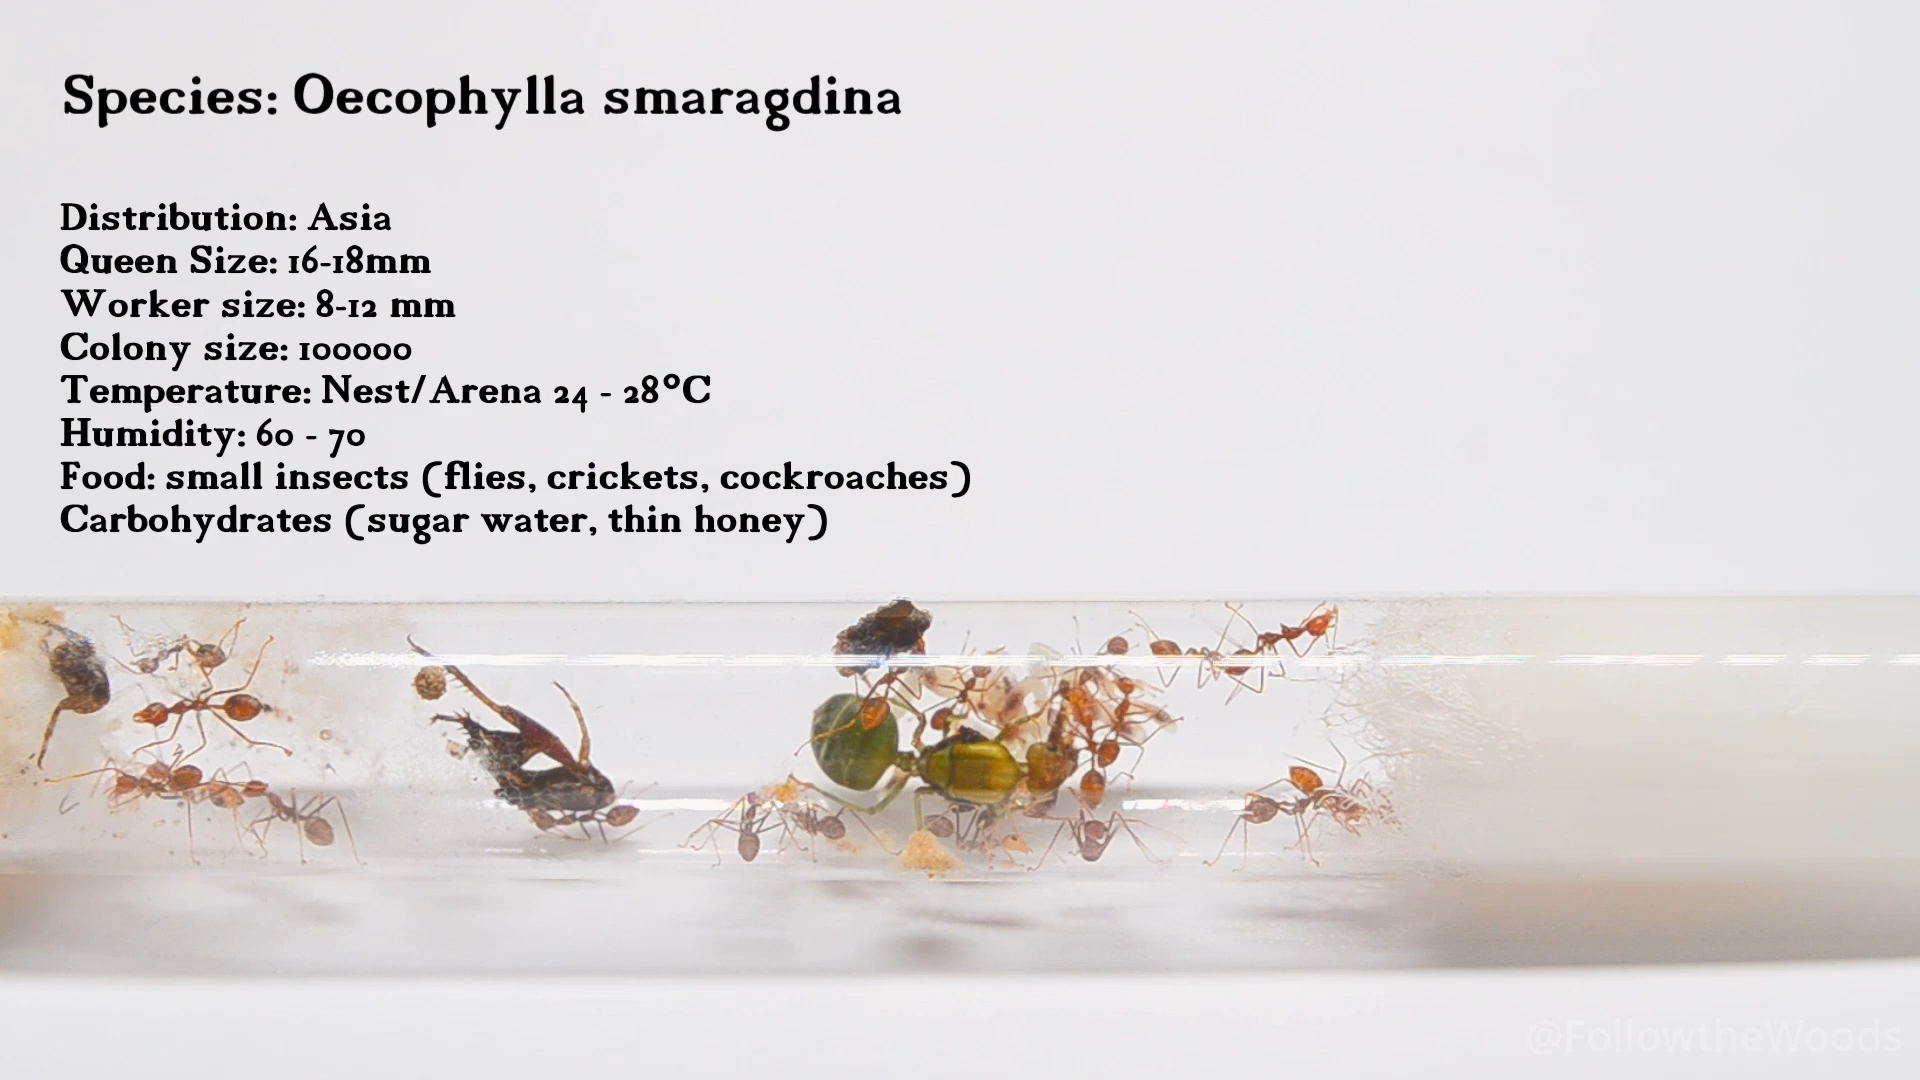 Species: Oecophylla smaragdina
Distribution: Asia
Queen Size: 16-18mm
Worker size: 8-12 mm
Colony size: 100000
Temperature: Nest/Arena 24 - 28°C
Humidity: 60 - 70
Food: small insects (flies, crickets, cockroaches)
Carbohydrates (sugar water, thin honey)
@FollowtheWoods